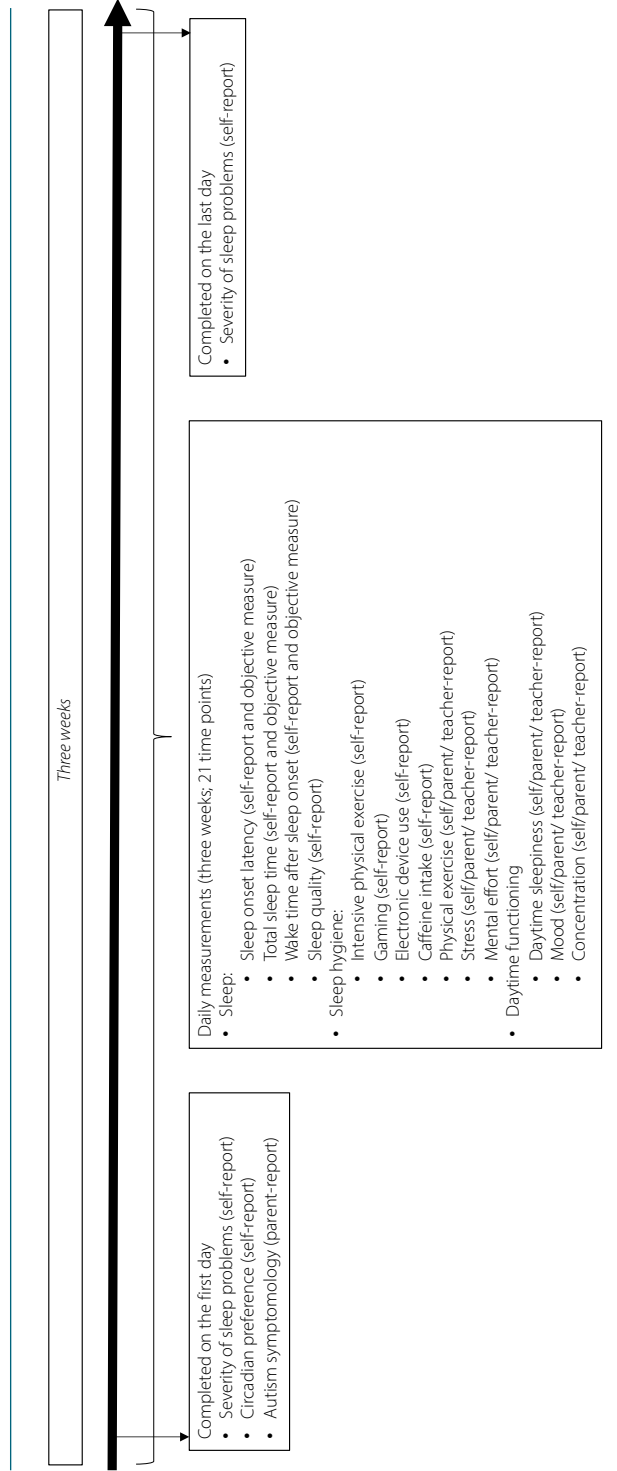 Three weeks
Completed on the first day
• Severity of sleep problems (self-report)
• Circadian preference (self-report)
• Autism symptomology (parent-report)
Daily measurements (three weeks; 21 time points)
• Sleep:
• Sleep onset latency (self-report and objective measure)
• Total sleep time (self-report and objective measure)
• Wake time after sleep onset (self-report and objective measure)
• Sleep quality (self-report)
• Sleep hygiene:
• Intensive physical exercise (self-report)
• Gaming (self-report)
• Electronic device use (self-report)
• Caffeine intake (self-report)
• Physical exercise (self/parent/ teacher-report)
• Stress (self/parent/ teacher-report)
• Mental effort (self/parent/ teacher-report)
• Daytime functioning
• Daytime sleepiness (self/parent/ teacher-report)
• Mood (self/parent/ teacher-report)
• Concentration (self/parent/ teacher-report)
Completed on the last day
• Severity of sleep problems (self-report)